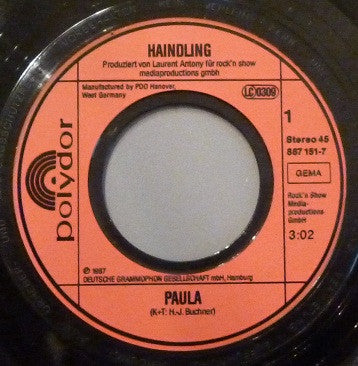 HAINDLING
Produziert von Laurent Antony für rock'n show
mediaproductions gmbh
Manufactured by PDO Hanover,
West Germany
LC 0309
1
Stereo 45
887 151-7
GEMA
Rock'n Show
Media-
productions
GmbH
3:02
polydor
℗ 1987
DEUTSCHE GRAMMOPHON GESELLSCHAFT mbH, Hamburg
PAULA
(K+T: H.-J. Buchner)